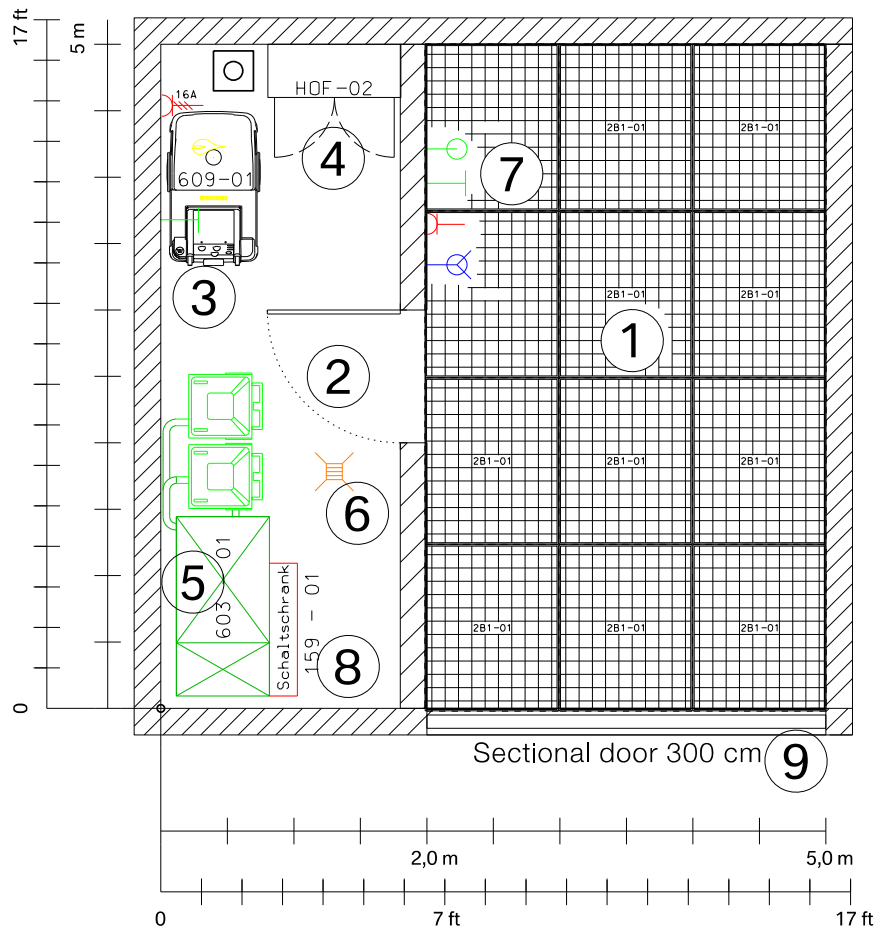 17 ft
5 m
HOF-02
16A
2B1-01
2B1-01
4
7
609-01
3
2B1-01
2B1-01
1
2
2B1-01
2B1-01
2B1-01
6
5
603 01
Schaltschrank
159 - 01
8
2B1-01
2B1-01
2B1-01
0
Sectional door 300 cm
9
2,0 m
5,0 m
0
7 ft
17 ft